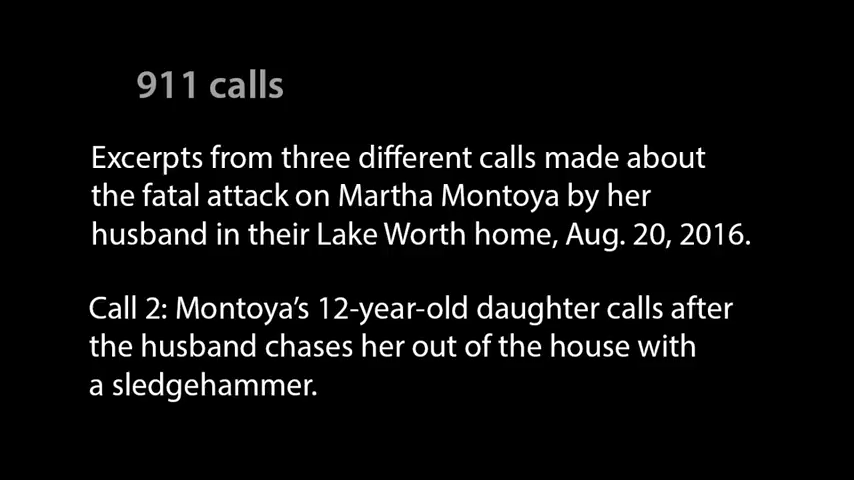 911 calls
Excerpts from three different calls made about
the fatal attack on Martha Montoya by her
husband in their Lake Worth home, Aug. 20, 2016.
Call 2: Montoya’s 12-year-old daughter calls after
the husband chases her out of the house with
a sledgehammer.